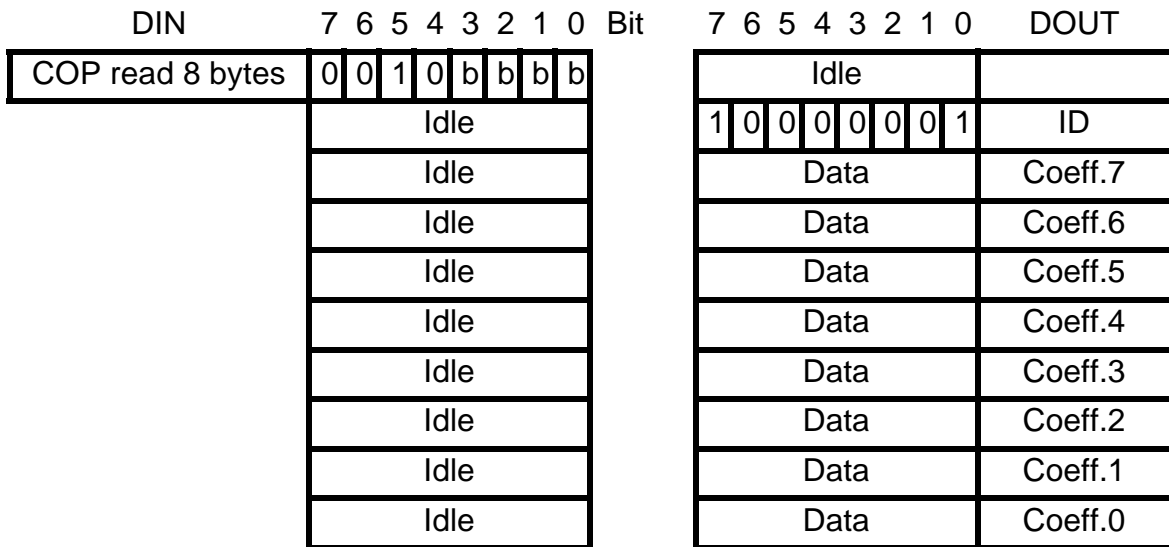 DIN 7 6 5 4 3 2 1 0 Bit 7 6 5 4 3 2 1 0 DOUT
COP read 8 bytes 0 0 1 0 b b b b Idle
Idle 1 0 0 0 0 0 0 1 ID
Idle Data Coeff.7
Idle Data Coeff.6
Idle Data Coeff.5
Idle Data Coeff.4
Idle Data Coeff.3
Idle Data Coeff.2
Idle Data Coeff.1
Idle Data Coeff.0